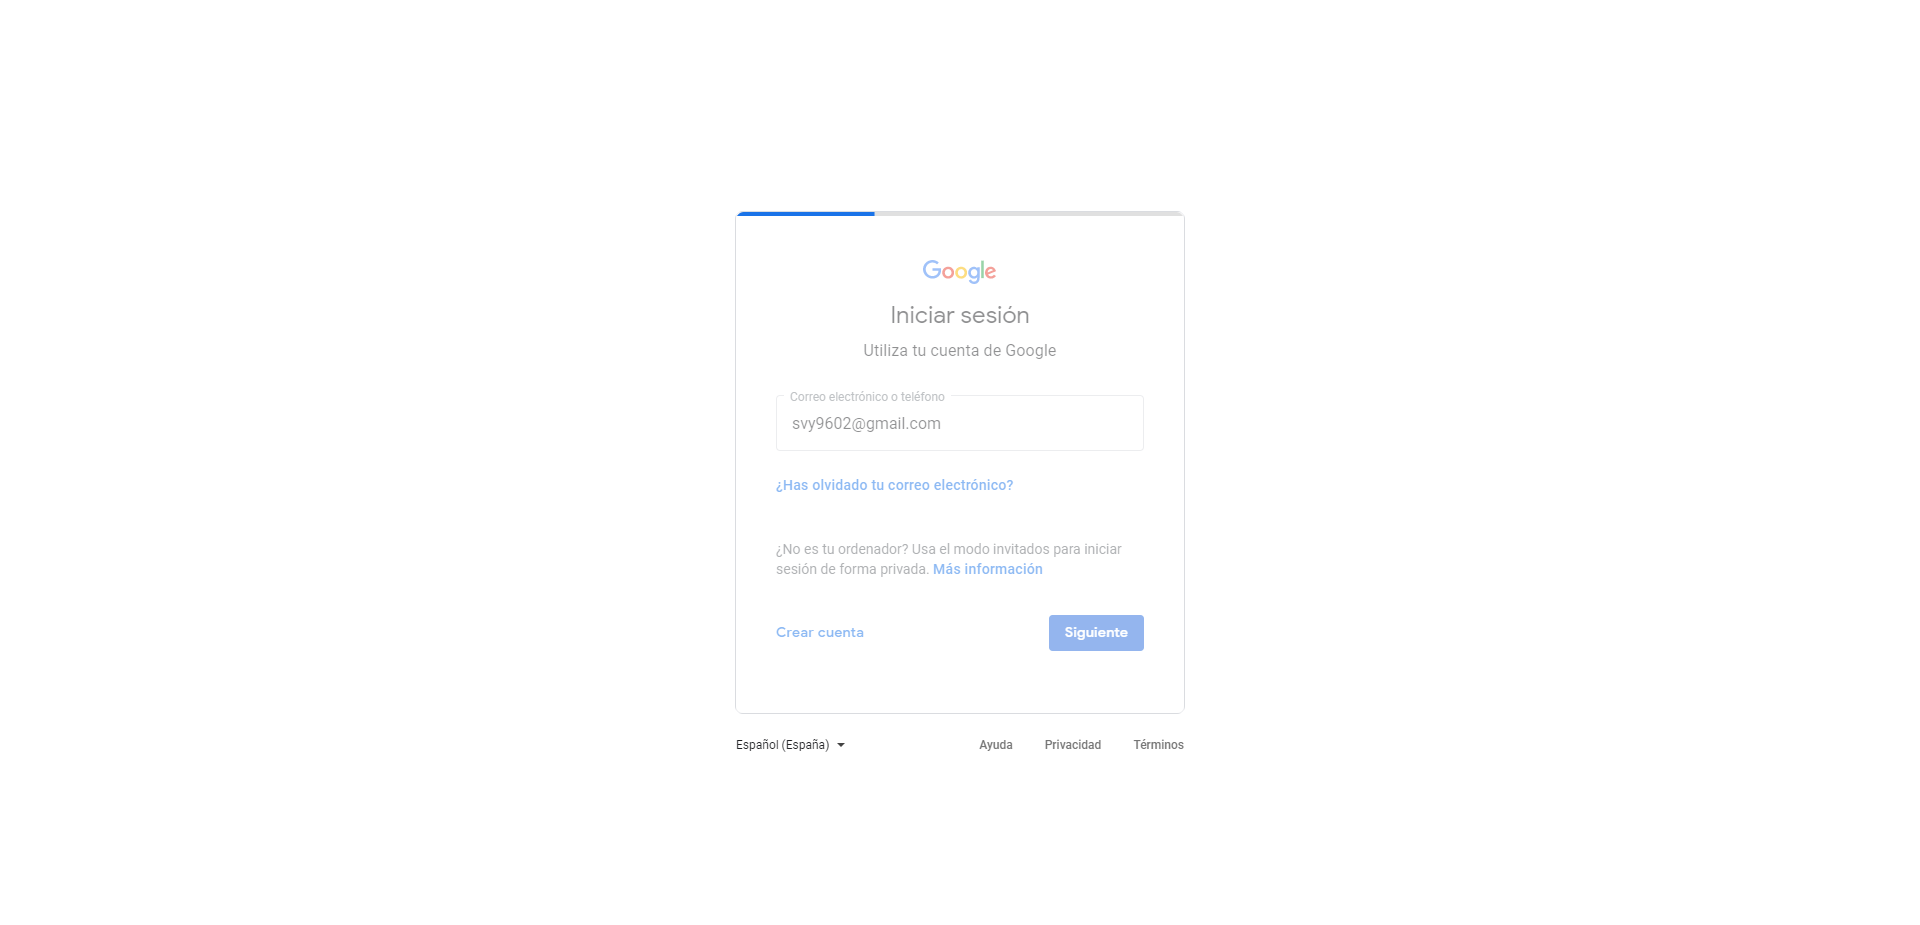 Google
Iniciar sesión
Utiliza tu cuenta de Google
Correo electrónico o teléfono
svy9602@gmail.com
¿Has olvidado tu correo electrónico?
¿No es tu ordenador? Usa el modo invitados para iniciar
sesión de forma privada. Más información
Crear cuenta
Siguiente
Español (España)
Ayuda
Privacidad
Términos